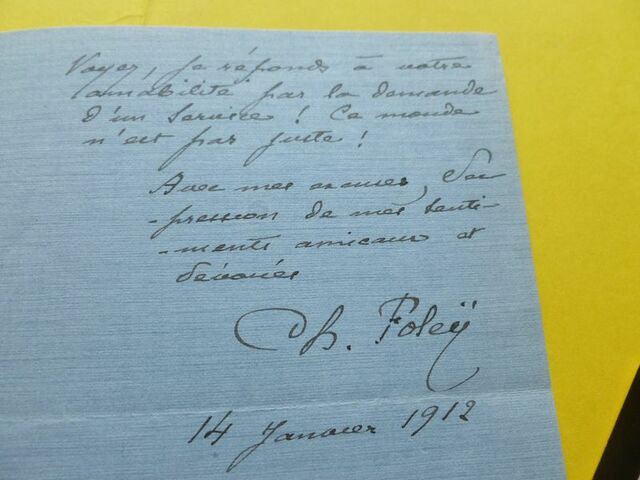 Voyez, je réponds à votre
amabilité par la demande
d'un service ! Ce monde
n'est pas juste !
Avec mes excuses, l'ex
-pression de mes senti-
-ments amicaux et
dévoués
Ch. Foleÿ
14 Janvier 1912